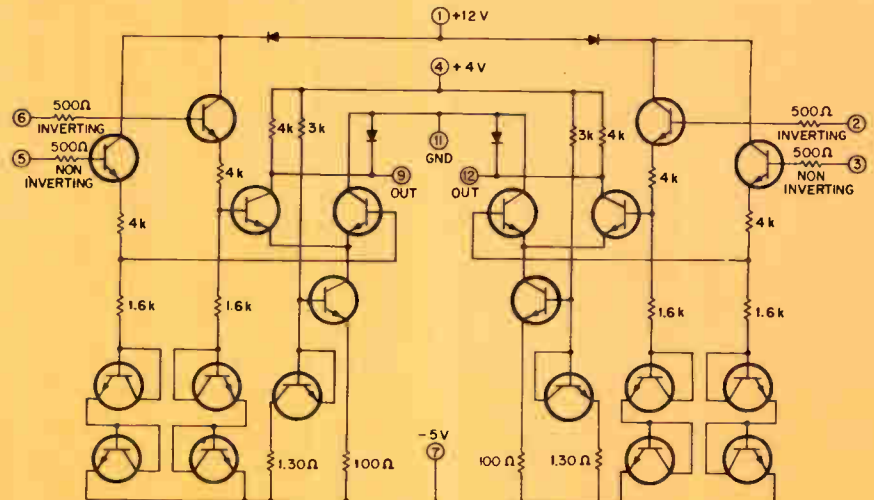 ① +12 V
④ +4 V
⑥ 500Ω
INVERTING
⑤ 500Ω
NON
INVERTING
4k
3k
⑪
GND
3k
4k
500Ω ②
INVERTING
500Ω ③
NON
INVERTING
4k
⑨
OUT
⑫
OUT
4k
4k
4k
1.6k
1.6k
1.6k
1.6k
-5V
⑦
1.30Ω
100Ω
100Ω
1.30Ω